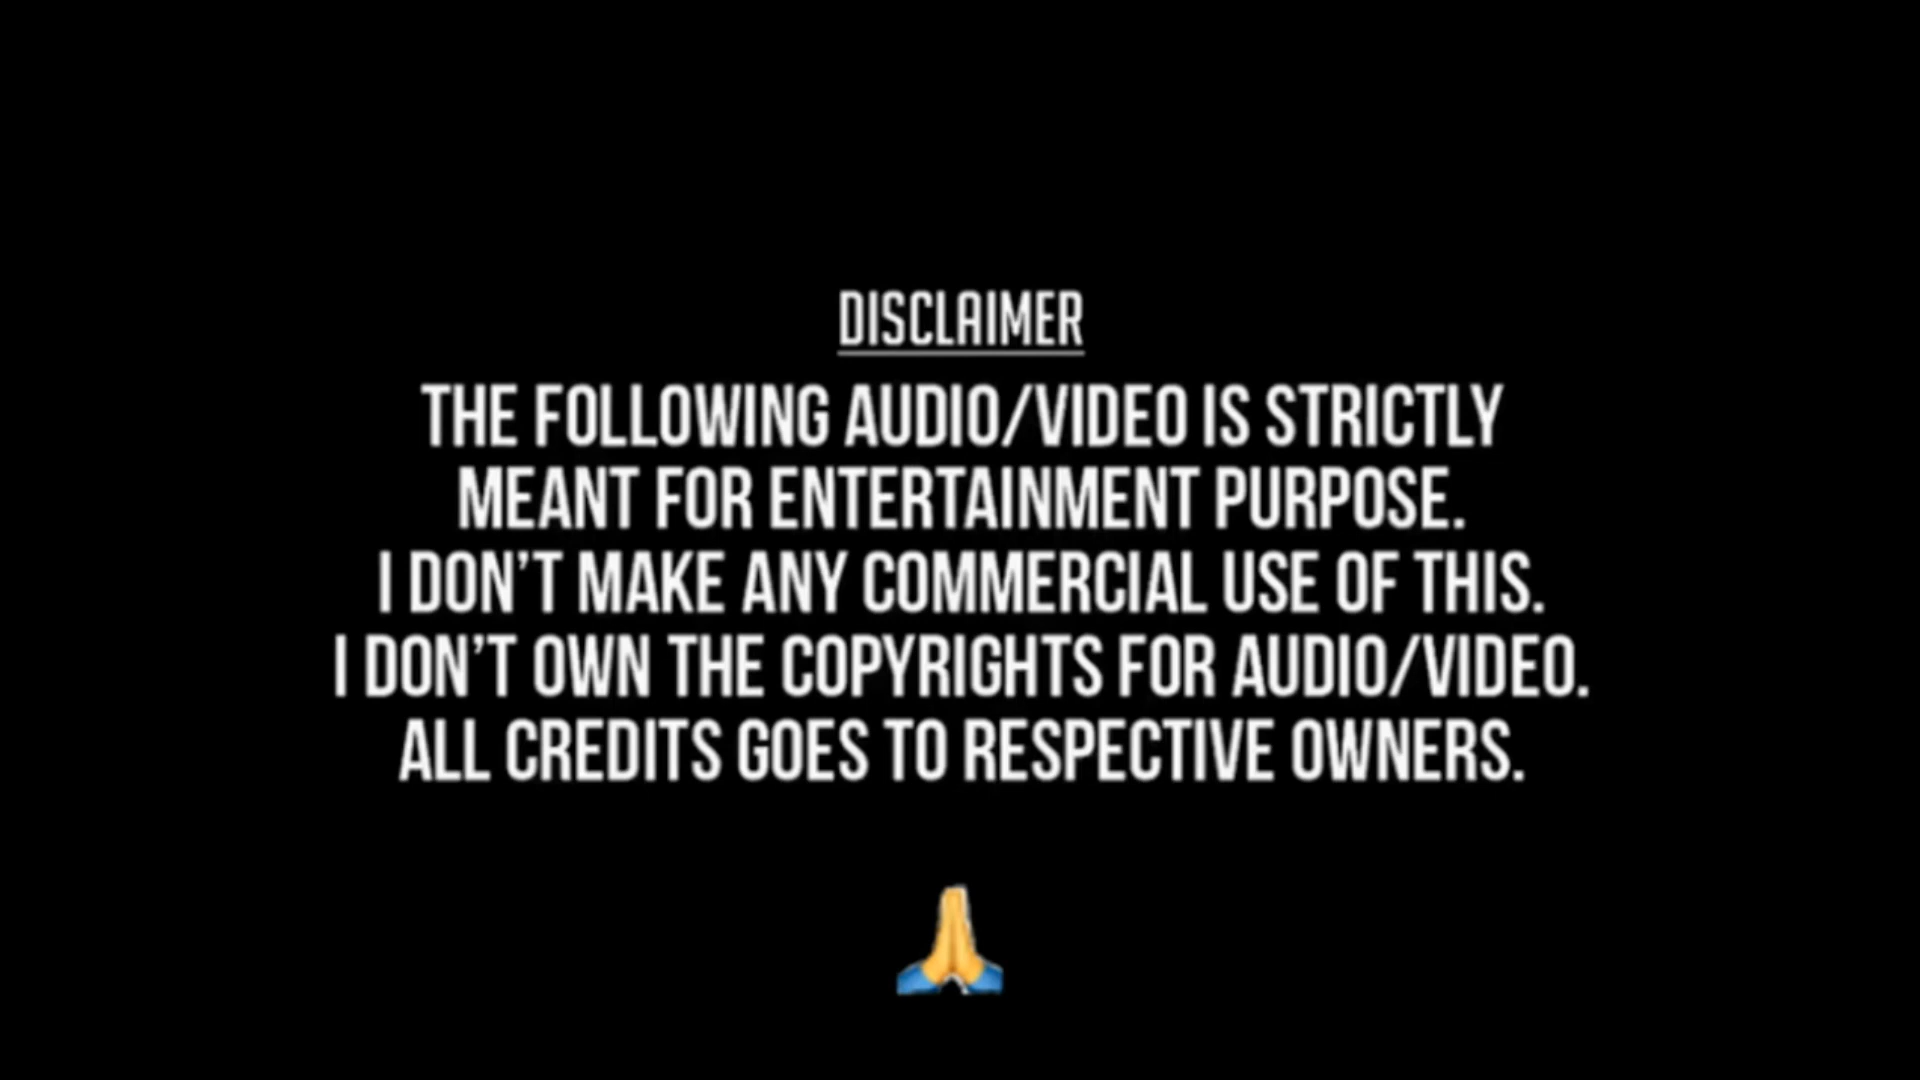 DISCLAIMER
THE FOLLOWING AUDIO/VIDEO IS STRICTLY
MEANT FOR ENTERTAINMENT PURPOSE.
I DON'T MAKE ANY COMMERCIAL USE OF THIS.
I DON'T OWN THE COPYRIGHTS FOR AUDIO/VIDEO.
ALL CREDITS GOES TO RESPECTIVE OWNERS.